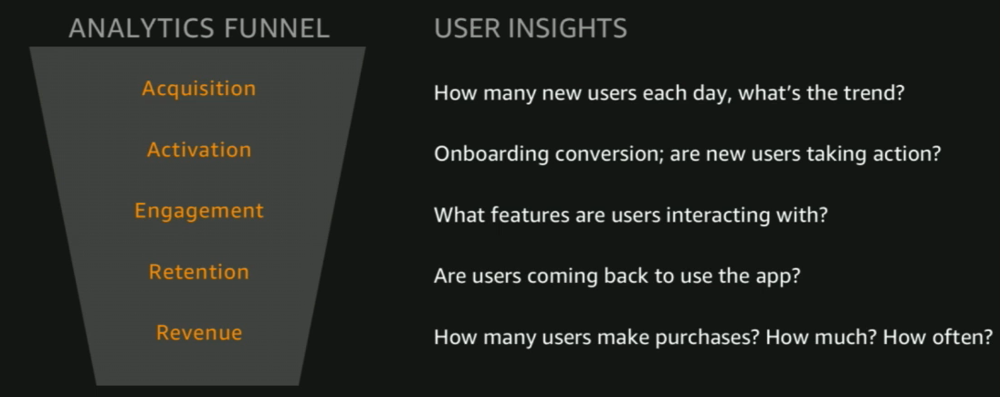 ANALYTICS FUNNEL
USER INSIGHTS
Acquisition
How many new users each day, what's the trend?
Activation
Onboarding conversion; are new users taking action?
Engagement
What features are users interacting with?
Retention
Are users coming back to use the app?
Revenue
How many users make purchases? How much? How often?